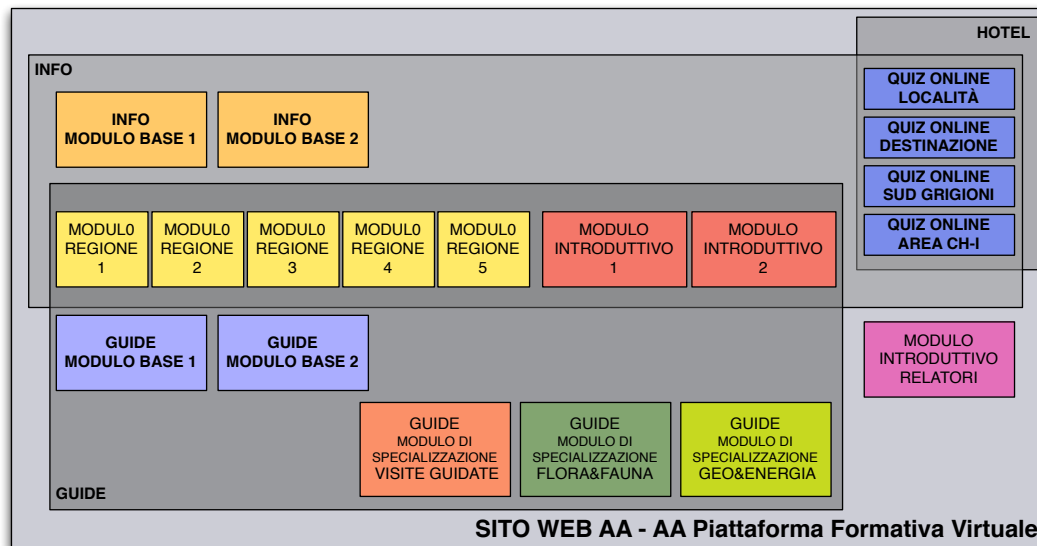 HOTEL
INFO
QUIZ ONLINE
LOCALITÀ
INFO
MODULO BASE 1
INFO
MODULO BASE 2
QUIZ ONLINE
DESTINAZIONE
QUIZ ONLINE
SUD GRIGIONI
MODUL0
REGIONE
1
MODUL0
REGIONE
2
MODUL0
REGIONE
3
MODUL0
REGIONE
4
MODUL0
REGIONE
5
MODULO
INTRODUTTIVO
1
MODULO
INTRODUTTIVO
2
QUIZ ONLINE
AREA CH-I
GUIDE
MODULO BASE 1
GUIDE
MODULO BASE 2
MODULO
INTRODUTTIVO
RELATORI
GUIDE
MODULO DI
SPECIALIZZAZIONE
VISITE GUIDATE
GUIDE
MODULO DI
SPECIALIZZAZIONE
FLORA&FAUNA
GUIDE
MODULO DI
SPECIALIZZAZIONE
GEO&ENERGIA
GUIDE
SITO WEB AA - AA Piattaforma Formativa Virtuale